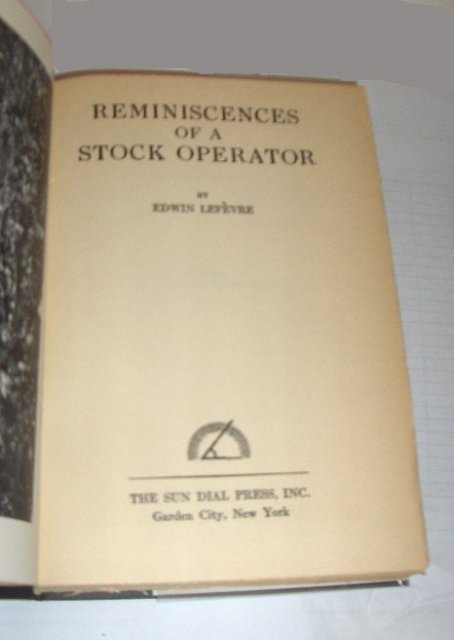 REMINISCENCES
OF A
STOCK OPERATOR
BY
EDWIN LEFÈVRE
THE SUN DIAL PRESS, INC.
Garden City, New York